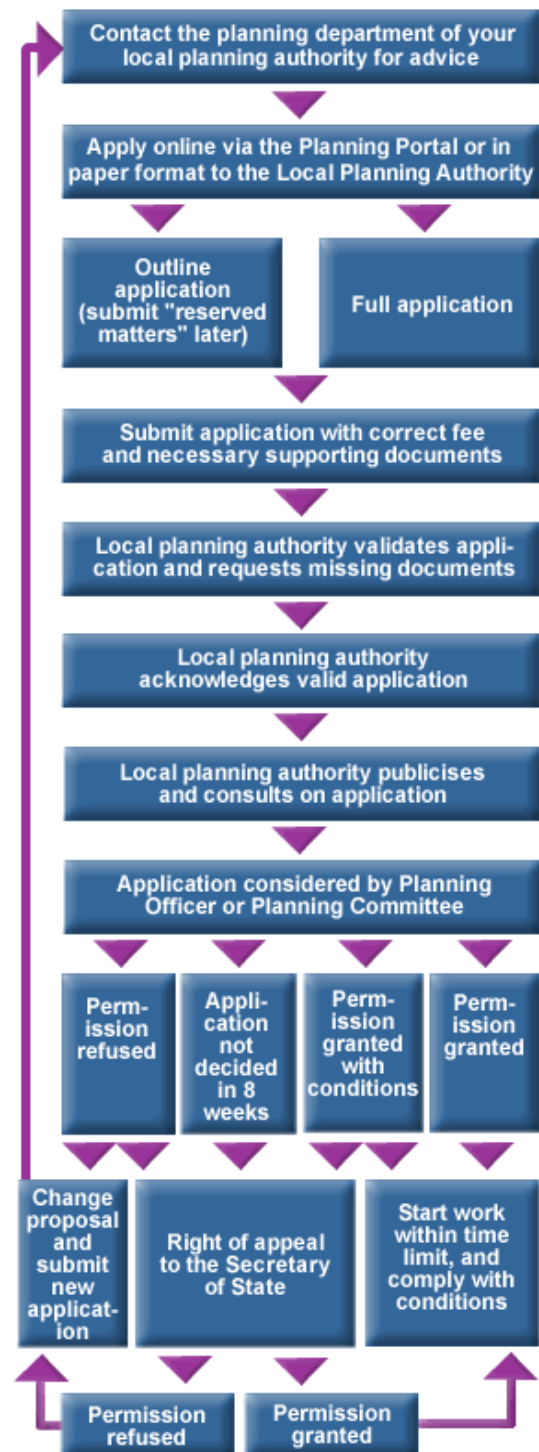 Contact the planning department of your
local planning authority for advice
Apply online via the Planning Portal or in
paper format to the Local Planning Authority
Outline
application
(submit "reserved
matters" later)
Full application
Submit application with correct fee
and necessary supporting documents
Local planning authority validates appli-
cation and requests missing documents
Local planning authority
acknowledges valid application
Local planning authority publicises
and consults on application
Application considered by Planning
Officer or Planning Committee
Perm-
ission
refused
Appli-
cation
not
decided
in 8
weeks
Perm-
ission
granted
with
conditions
Perm-
ission
granted
Change
proposal
and
submit
new
applicat-
ion
Right of appeal
to the Secretary
of State
Start work
within time
limit, and
comply with
conditions
Permission
refused
Permission
granted